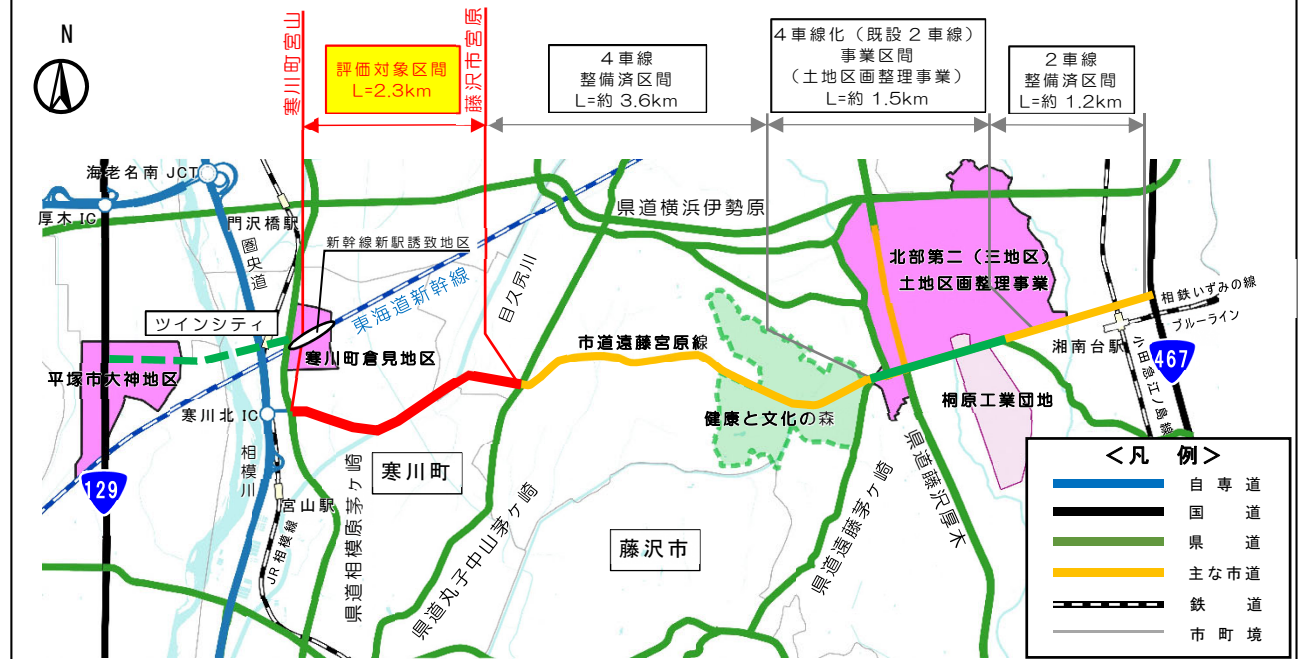 N
寒川町宮山
評価対象区間
L=2.3km
藤沢市宮原
4車線
整備済区間
L=約 3.6km
4車線化（既設２車線）
事業区間
（土地区画整理事業）
L=約 1.5km
２車線
整備済区間
L=約 1.2km
海老名南 JCT
厚木 IC
門沢橋駅
圏央道
新幹線新駅誘致地区
東海道新幹線
目久尻川
県道横浜伊勢原
北部第二（三地区）
土地区画整理事業
相鉄いずみの線
ブルーライン
湘南台駅
小田急江ノ島線
467
ツインシティ
平塚市大神地区
寒川町倉見地区
市道遠藤宮原線
健康と文化の森
桐原工業団地
寒川北 IC
相模川
129
宮山駅
JR相模線
県道相模原茅ケ崎
寒川町
県道丸子中山茅ケ崎
藤沢市
県道遠藤茅ケ崎
県道藤沢厚木
＜凡 例＞
自専道
国道
県道
主な市道
鉄道
市町境